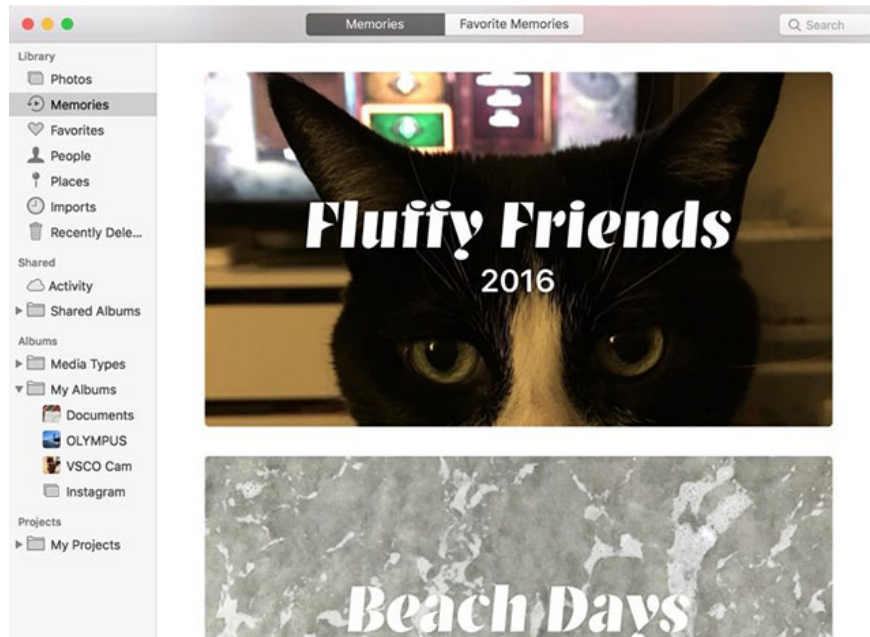 Memories
Favorite Memories
Search
Library
Photos
Memories
Favorites
People
Places
Imports
Recently Dele...
Shared
Activity
Shared Albums
Albums
Media Types
My Albums
Documents
OLYMPUS
VSCO Cam
Instagram
Projects
My Projects
Fluffy Friends
2016
Beach Days